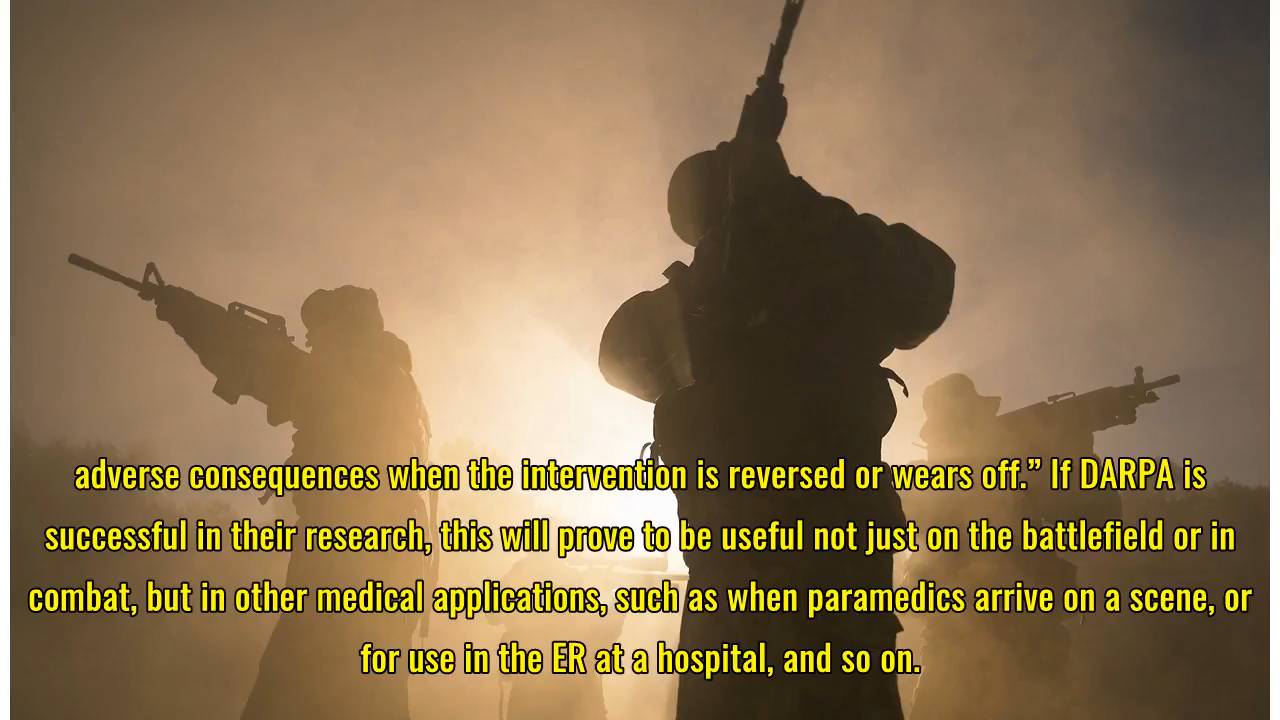 adverse consequences when the intervention is reversed or wears off.” If DARPA is
successful in their research, this will prove to be useful not just on the battlefield or in
combat, but in other medical applications, such as when paramedics arrive on a scene, or
for use in the ER at a hospital, and so on.